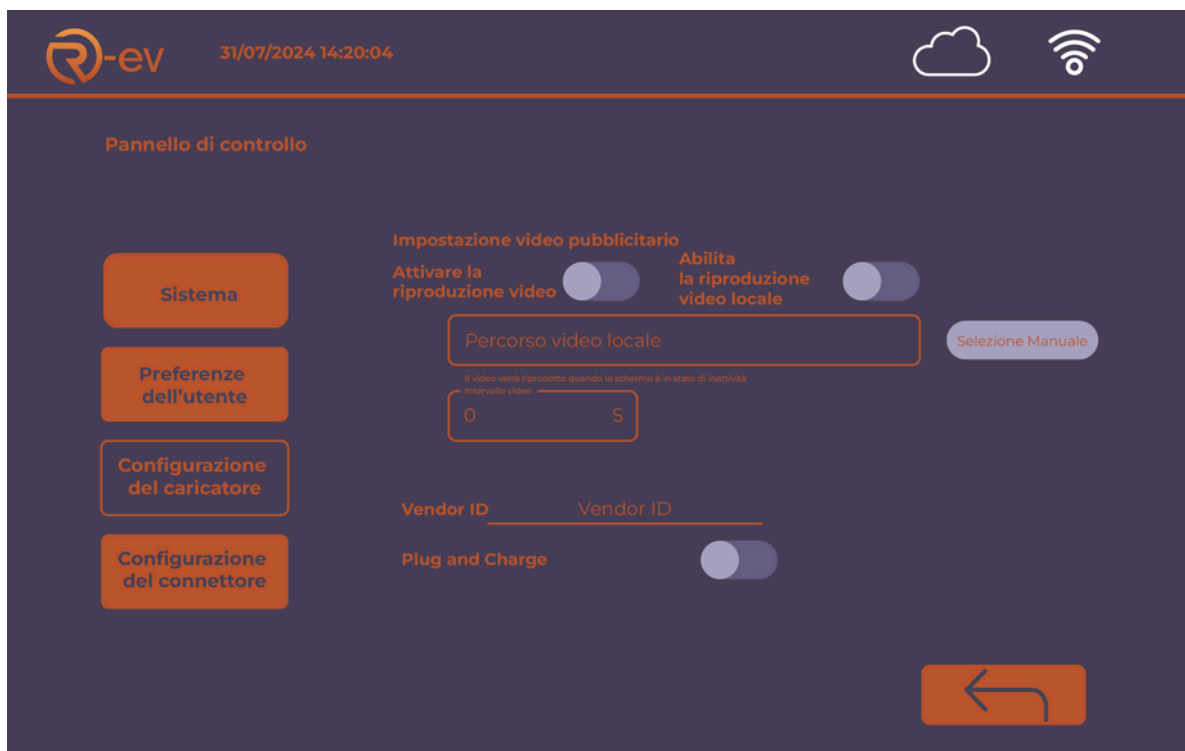 R-ev
31/07/2024 14:20:04
Pannello di controllo
Sistema
Preferenze
dell'utente
Configurazione
del caricatore
Configurazione
del connettore
Impostazione video pubblicitario
Attivare la
riproduzione video
Abilita
la riproduzione
video locale
Percorso video locale
Selezione Manuale
Il video verrà riprodotto quando lo schermo è in stato di inattività
Intervallo video
0 S
Vendor ID Vendor ID
Plug and Charge